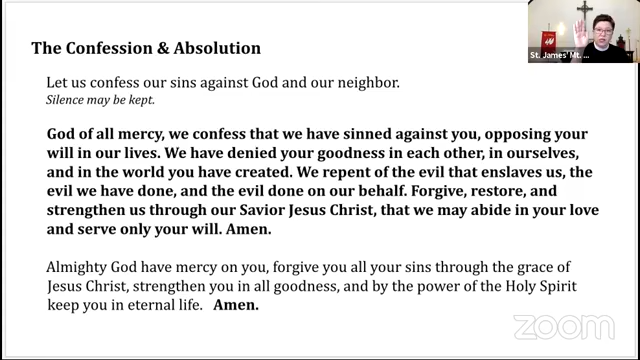 The Confession & Absolution
Let us confess our sins against God and our neighbor.
Silence may be kept.
God of all mercy, we confess that we have sinned against you, opposing your
will in our lives. We have denied your goodness in each other, in ourselves,
and in the world you have created. We repent of the evil that enslaves us, the
evil we have done, and the evil done on our behalf. Forgive, restore, and
strengthen us through our Savior Jesus Christ, that we may abide in your love
and serve only your will. Amen.
Almighty God have mercy on you, forgive you all your sins through the grace of
Jesus Christ, strengthen you in all goodness, and by the power of the Holy Spirit
keep you in eternal life. Amen.
St. James' Mt. ...
zoom